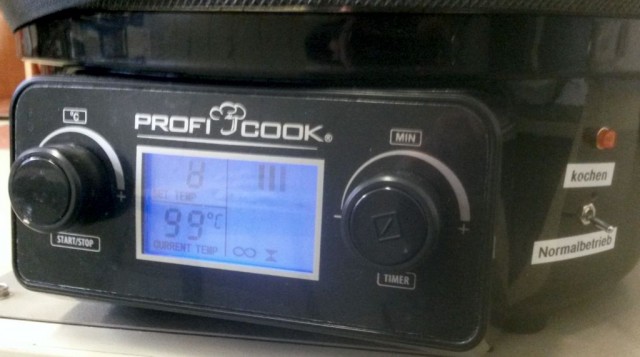 PROFI COOK®
°C
MIN
8
SET TEMP
99°C
CURRENT TEMP
START/STOP
- +
TIMER
kochen
Normalbetrieb